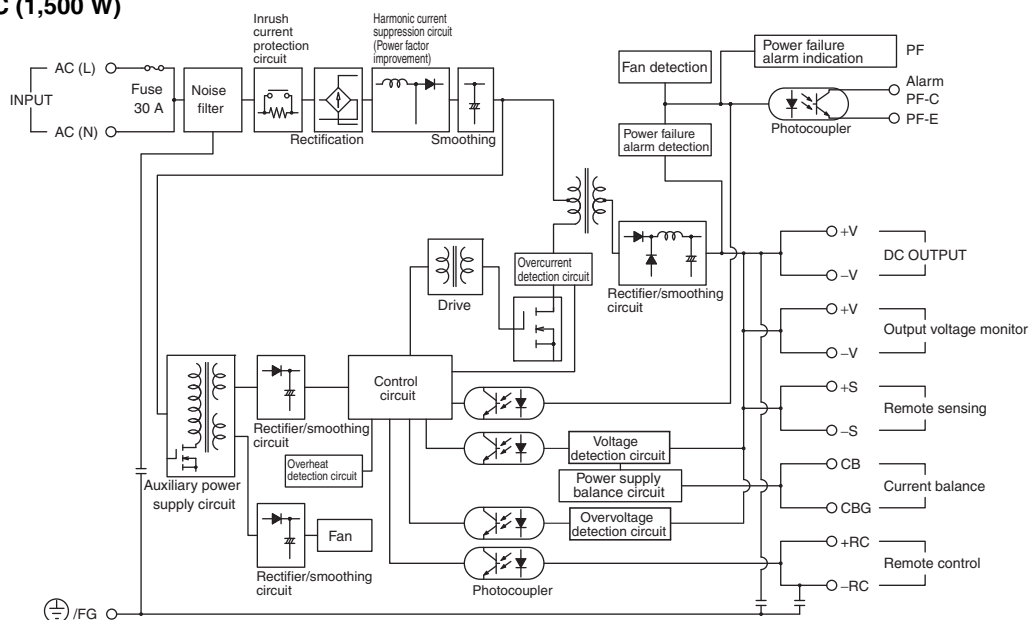 C (1,500 W)
Inrush
current
protection
circuit
Harmonic current
suppression circuit
(Power factor
improvement)
Fan detection
Power failure
alarm indication
PF
AC (L)
Fuse
30 A
INPUT
AC (N)
Noise
filter
Rectification
Smoothing
Alarm
PF-C
PF-E
Photocoupler
Power failure
alarm detection
Overcurrent
detection circuit
Drive
Rectifier/smoothing
circuit
+V
DC OUTPUT
−V
+V
Output voltage monitor
−V
Control
circuit
Rectifier/smoothing
circuit
Overheat
detection circuit
Auxiliary power
supply circuit
Voltage
detection circuit
Power supply
balance circuit
Overvoltage
detection circuit
+S
Remote sensing
−S
CB
Current balance
CBG
Fan
Rectifier/smoothing
circuit
Photocoupler
+RC
Remote control
−RC
/FG